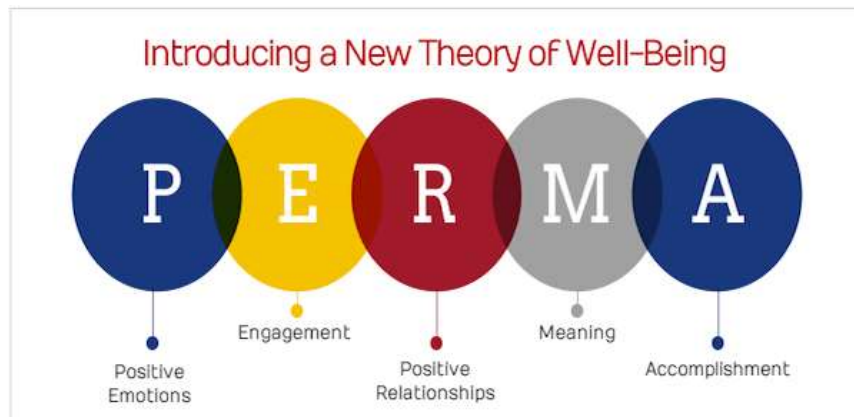 Introducing a New Theory of Well-Being
P E R M A
Positive
Emotions
Engagement
Positive
Relationships
Meaning
Accomplishment